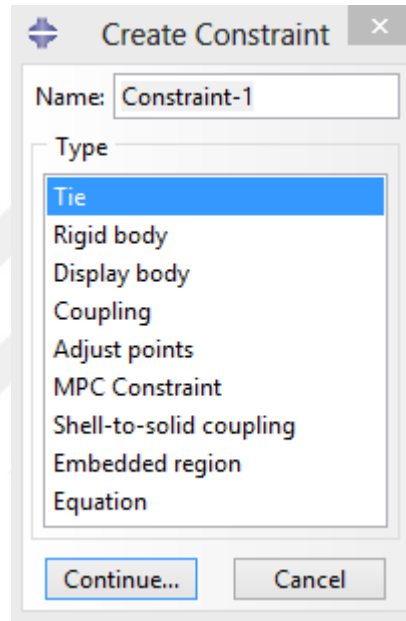 Create Constraint
Name: Constraint-1
Type
Tie
Rigid body
Display body
Coupling
Adjust points
MPC Constraint
Shell-to-solid coupling
Embedded region
Equation
Continue... Cancel